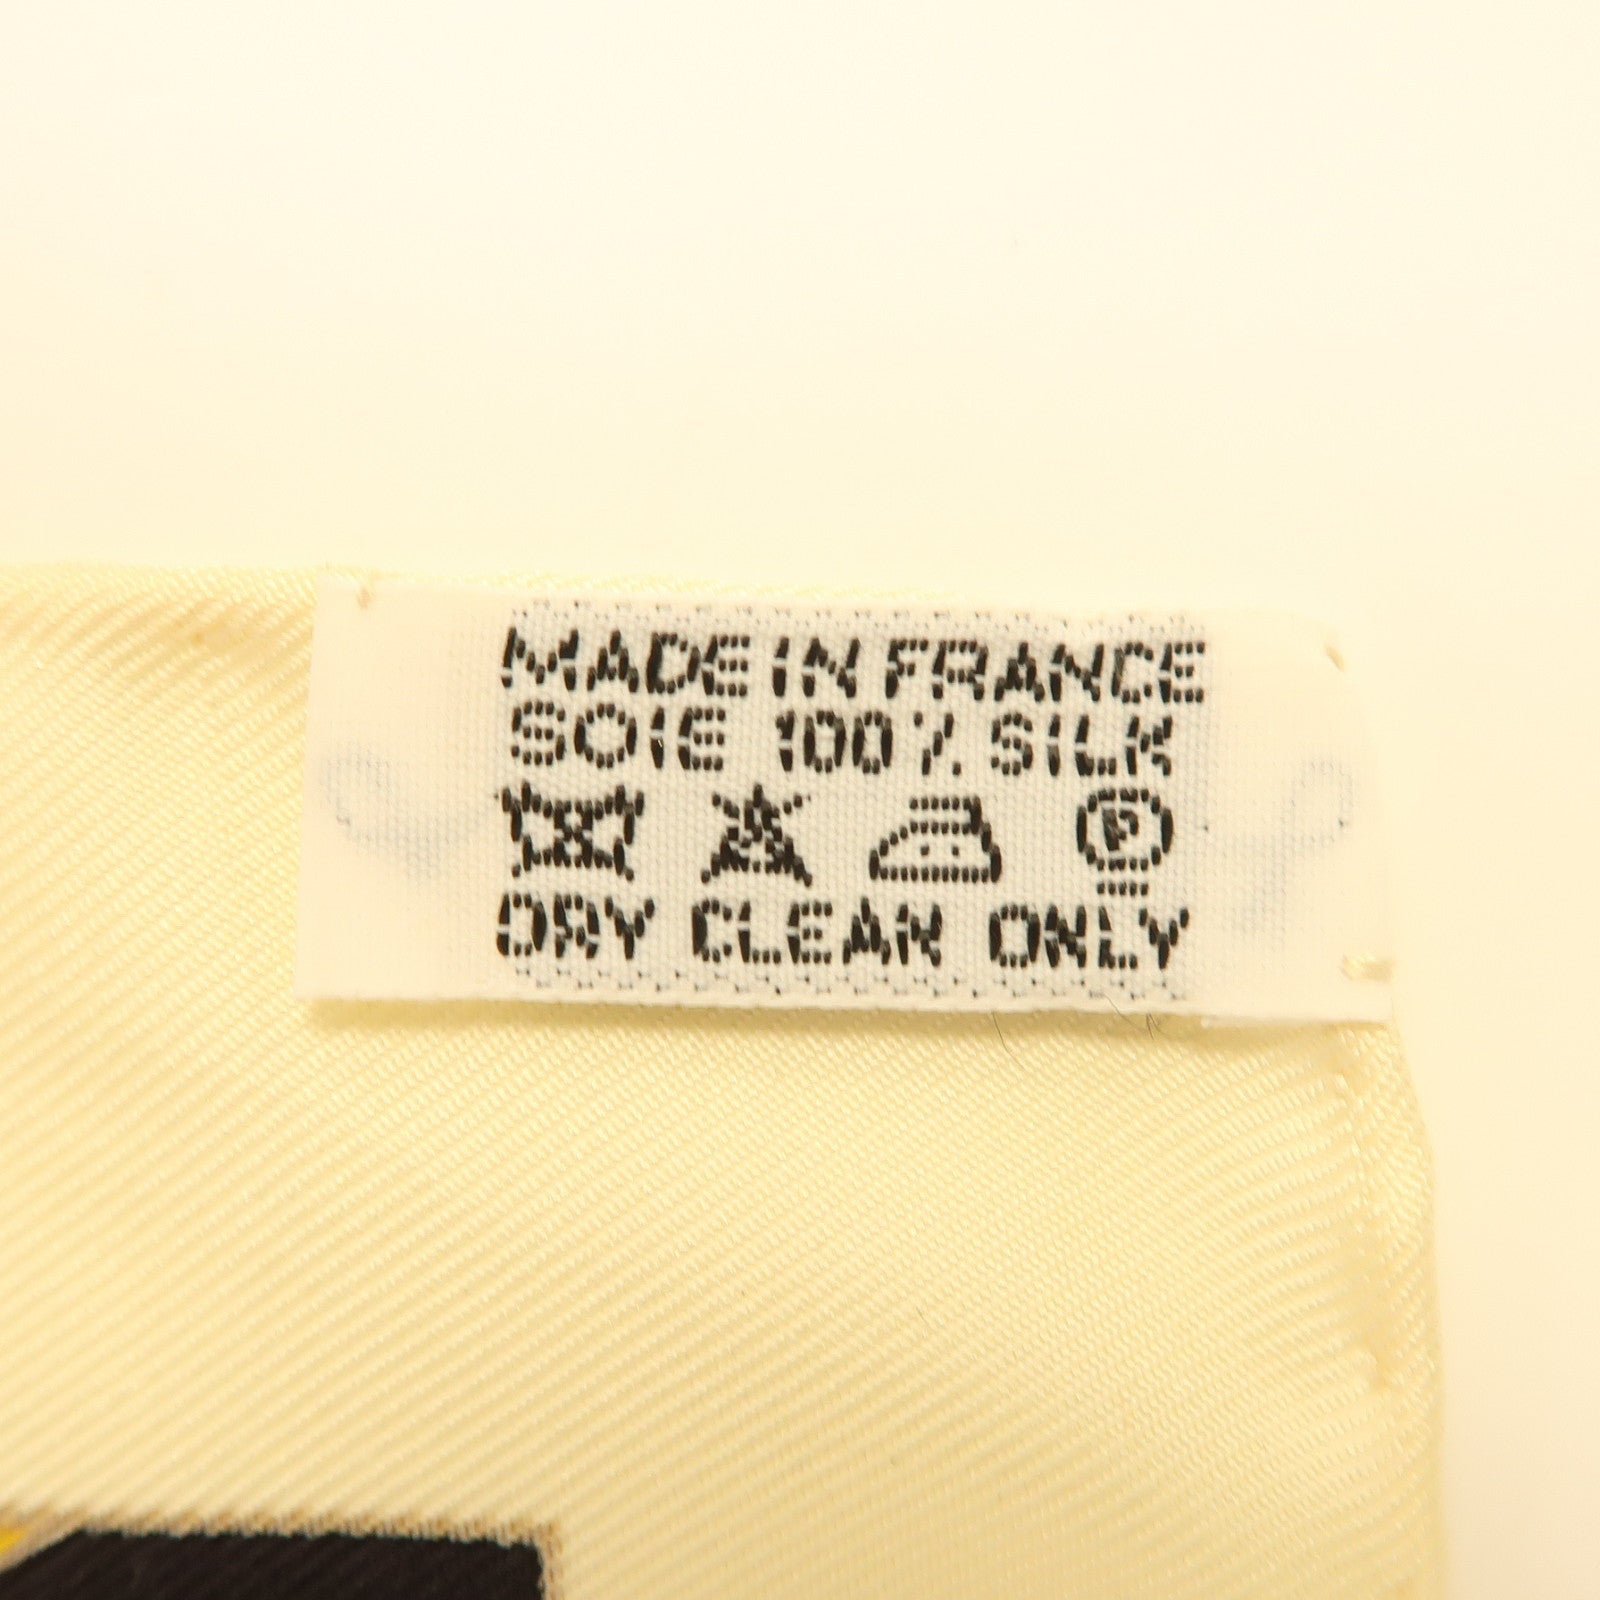 MADE IN FRANCE
SOIE 100% SILK
P
DRY CLEAN ONLY